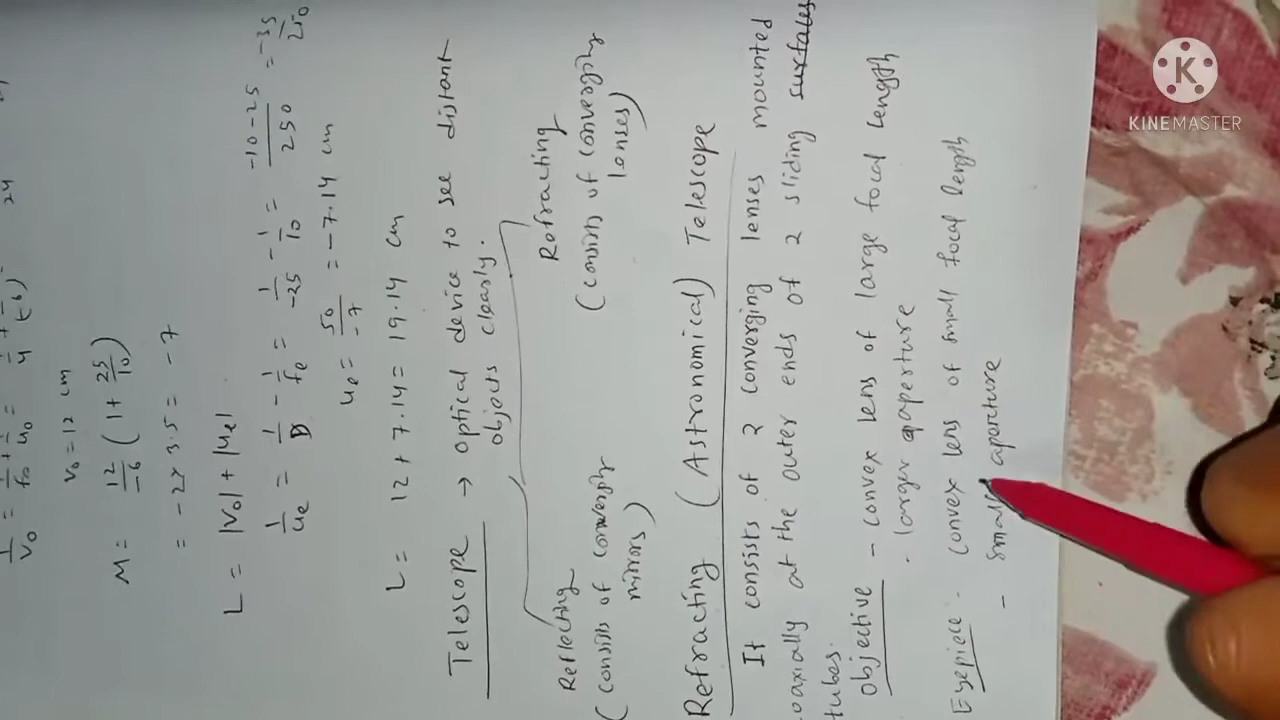 1/v₀ = 1/f₀ + 1/u₀ = 1/4 + 1/(-6) 24
v₀ = 12 cm
M = 12/-6 (1 + 25/10)
= -2 x 3.5 = -7
L = |v₀| + |uₑ|
1/uₑ = 1/D - 1/fₑ = 1/-25 - 1/10 = -10-25/250 = -35/250
uₑ = 50/-7 = -7.14 cm
L = 12 + 7.14 = 19.14 cm
Telescope → optical device to see distant
objects clearly.
Reflecting
(consists of converging
mirrors)
Refracting
(consists of converging
lenses)
Refracting (Astronomical) Telescope
It consists of 2 converging lenses mounted
coaxially at the outer ends of 2 sliding
tubes.
Objective - convex lens of large focal length
. larger aperture
Eyepiece - convex lens of small focal length
- aperture
KINEMASTER